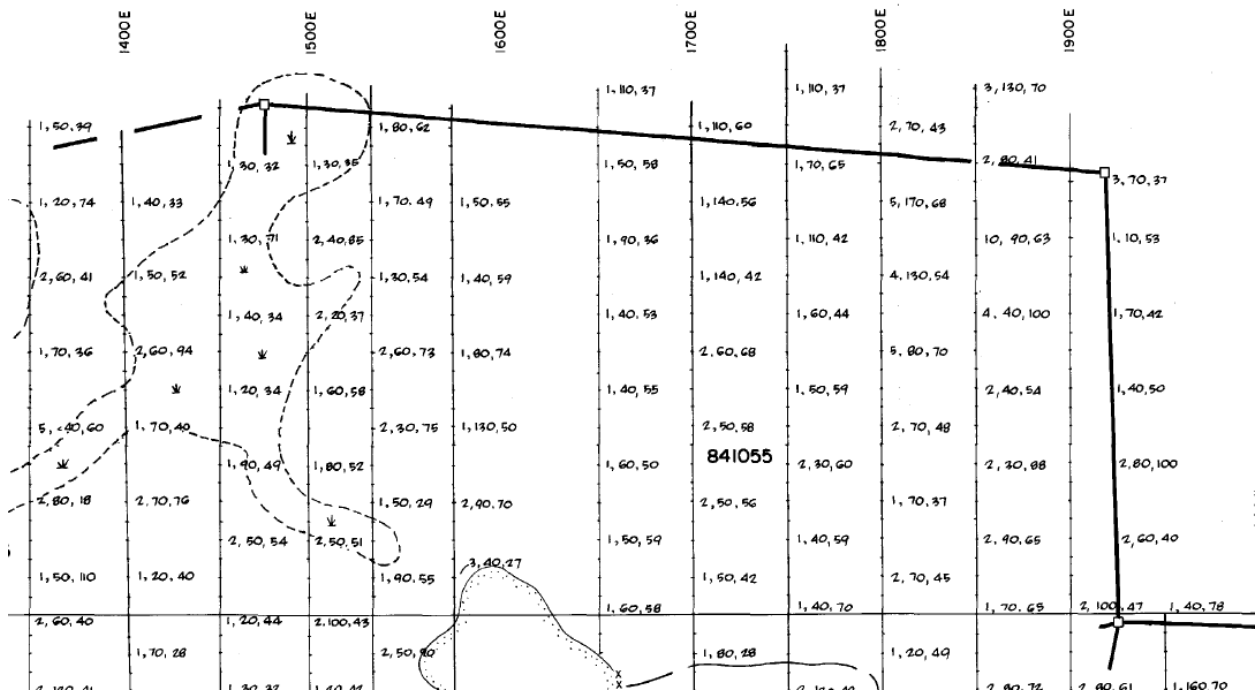 1400E 1500E 1600E 1700E 1800E 1900E
1, 110, 37 1, 110, 37 3, 130, 70
1, 50, 39 1, 80, 62 1, 110, 60 2, 70, 43
1, 30, 32 1, 30, 35 1, 50, 58 1, 70, 65 2, 80, 41
3, 70, 37
1, 20, 74 1, 40, 33 1, 70, 49 1, 50, 55 1, 140, 56 5, 170, 68
1, 30, 71 2, 40, 85 1, 90, 36 1, 110, 42 10, 90, 63 1, 10, 53
2, 60, 41 1, 50, 52 1, 30, 54 1, 40, 59 1, 140, 42 4, 130, 54
1, 40, 34 2, 20, 37 1, 40, 53 1, 60, 44 4, 40, 100 1, 70, 42
1, 70, 36 2, 60, 94 2, 60, 73 1, 80, 74 2, 60, 68 5, 80, 70
1, 20, 34 1, 60, 58 1, 40, 55 1, 50, 59 2, 40, 54 1, 40, 50
5, 40, 60 1, 70, 40 2, 30, 75 1, 130, 50 2, 50, 58 2, 70, 48
841055
1, 90, 49 1, 80, 52 1, 60, 50 2, 30, 60 2, 30, 88 2, 80, 100
2, 80, 18 2, 70, 76 1, 50, 29 2, 90, 70 2, 50, 56 1, 70, 37
2, 50, 54 2, 50, 51 1, 50, 59 1, 40, 59 2, 90, 65 2, 60, 40
3, 40, 27
1, 50, 110 1, 20, 40 1, 90, 55 1, 50, 42 2, 70, 45
1, 60, 58 1, 40, 70 1, 70, 65 2, 100, 47 1, 40, 78
2, 60, 40 1, 20, 44 2, 100, 43
1, 70, 28 2, 50, 90 1, 80, 28 1, 20, 49
X
X
1, 160, 70